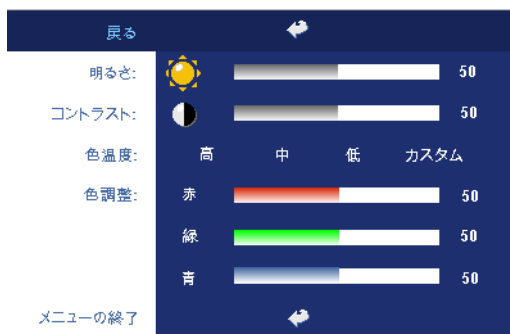 戻る
明るさ: 50
コントラスト: 50
色温度: 高 中 低 カスタム
色調整: 赤 50
緑 50
青 50
メニューの終了